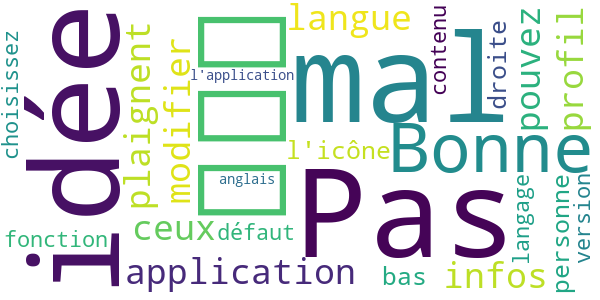 idée
choisissez
plaignent
modifier
□□□
l'application
anglais
langue
mal
l'icône
Bonne
Pas
contenu
droite
pouvez
profil
fonction
ceux
défaut
application
bas
infos
langage
personne
version